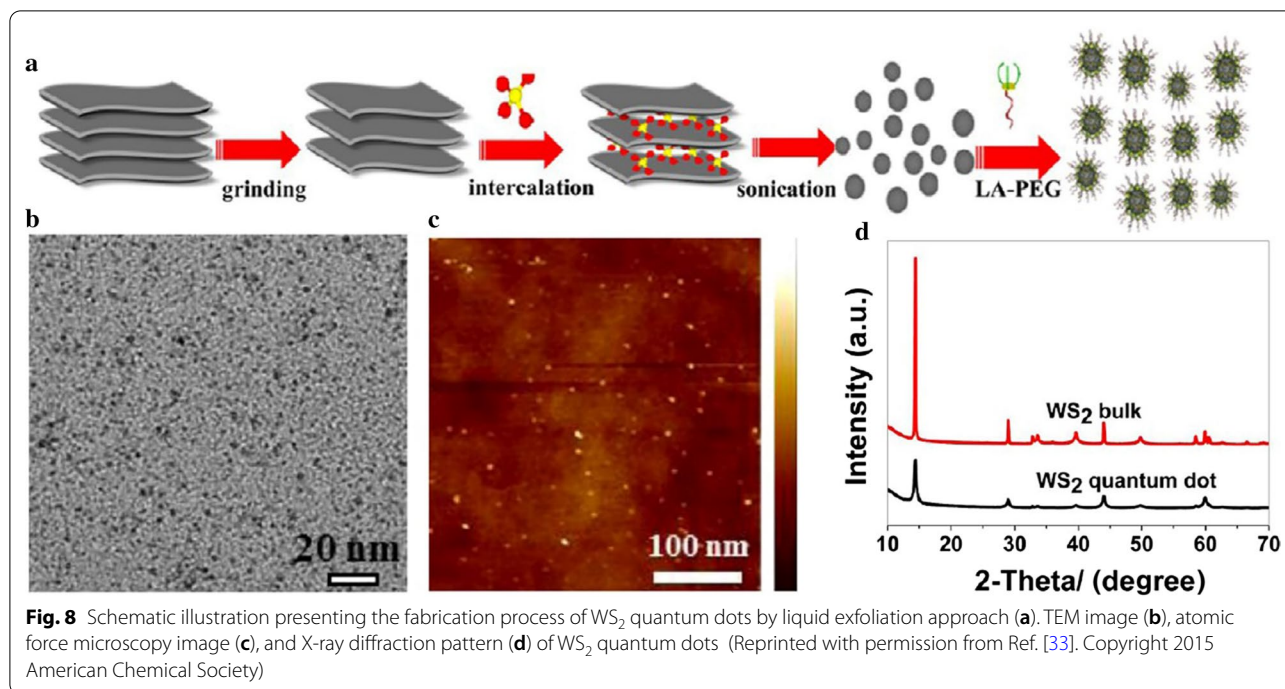 a
grinding
intercalation
sonication
LA-PEG
b
20 nm
c
100 nm
d
Intensity (a.u.)
WS₂ bulk
WS₂ quantum dot
10 20 30 40 50 60 70
2-Theta/ (degree)
Fig. 8 Schematic illustration presenting the fabrication process of WS₂ quantum dots by liquid exfoliation approach (a). TEM image (b), atomic
force microscopy image (c), and X-ray diffraction pattern (d) of WS₂ quantum dots (Reprinted with permission from Ref. [33]. Copyright 2015
American Chemical Society)